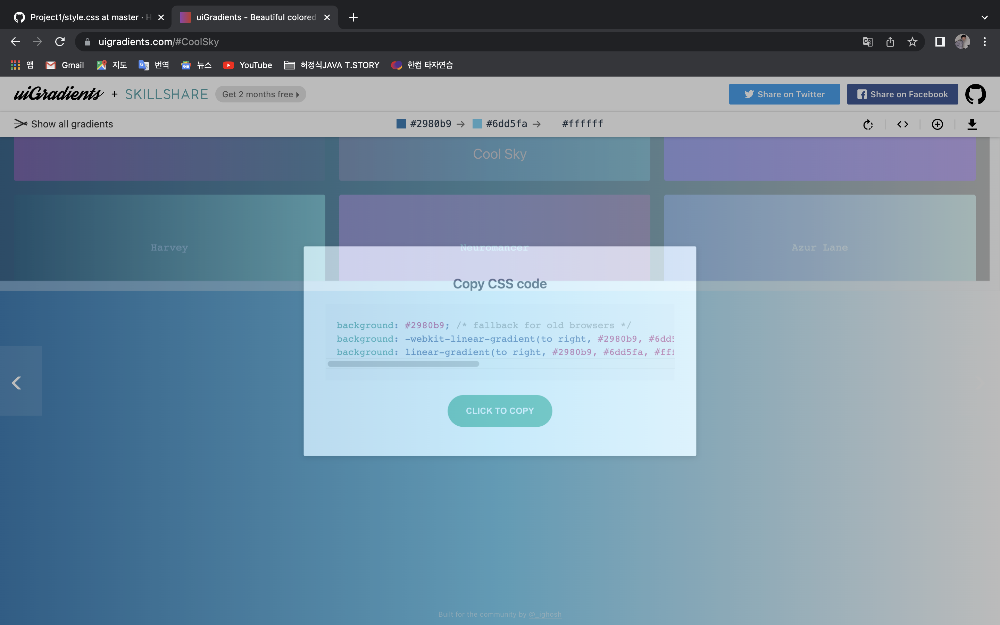 Project1/style.css at master · H
uiGradients - Beautiful colored
uigradients.com/#CoolSky
앱
Gmail
지도
번역
뉴스
YouTube
허정식JAVA T.STORY
한컴 타자연습
uiGradients + SKILLSHARE
Get 2 months free
Share on Twitter
Share on Facebook
Show all gradients
#2980b9 → #6dd5fa → #ffffff
Cool Sky
Harvey
Neuromancer
Azur Lane
Copy CSS code
background: #2980b9; /* fallback for old browsers */
background: -webkit-linear-gradient(to right, #2980b9, #6dd5
background: linear-gradient(to right, #2980b9, #6dd5fa, #fff
CLICK TO COPY
Built for the community by @_ighosh